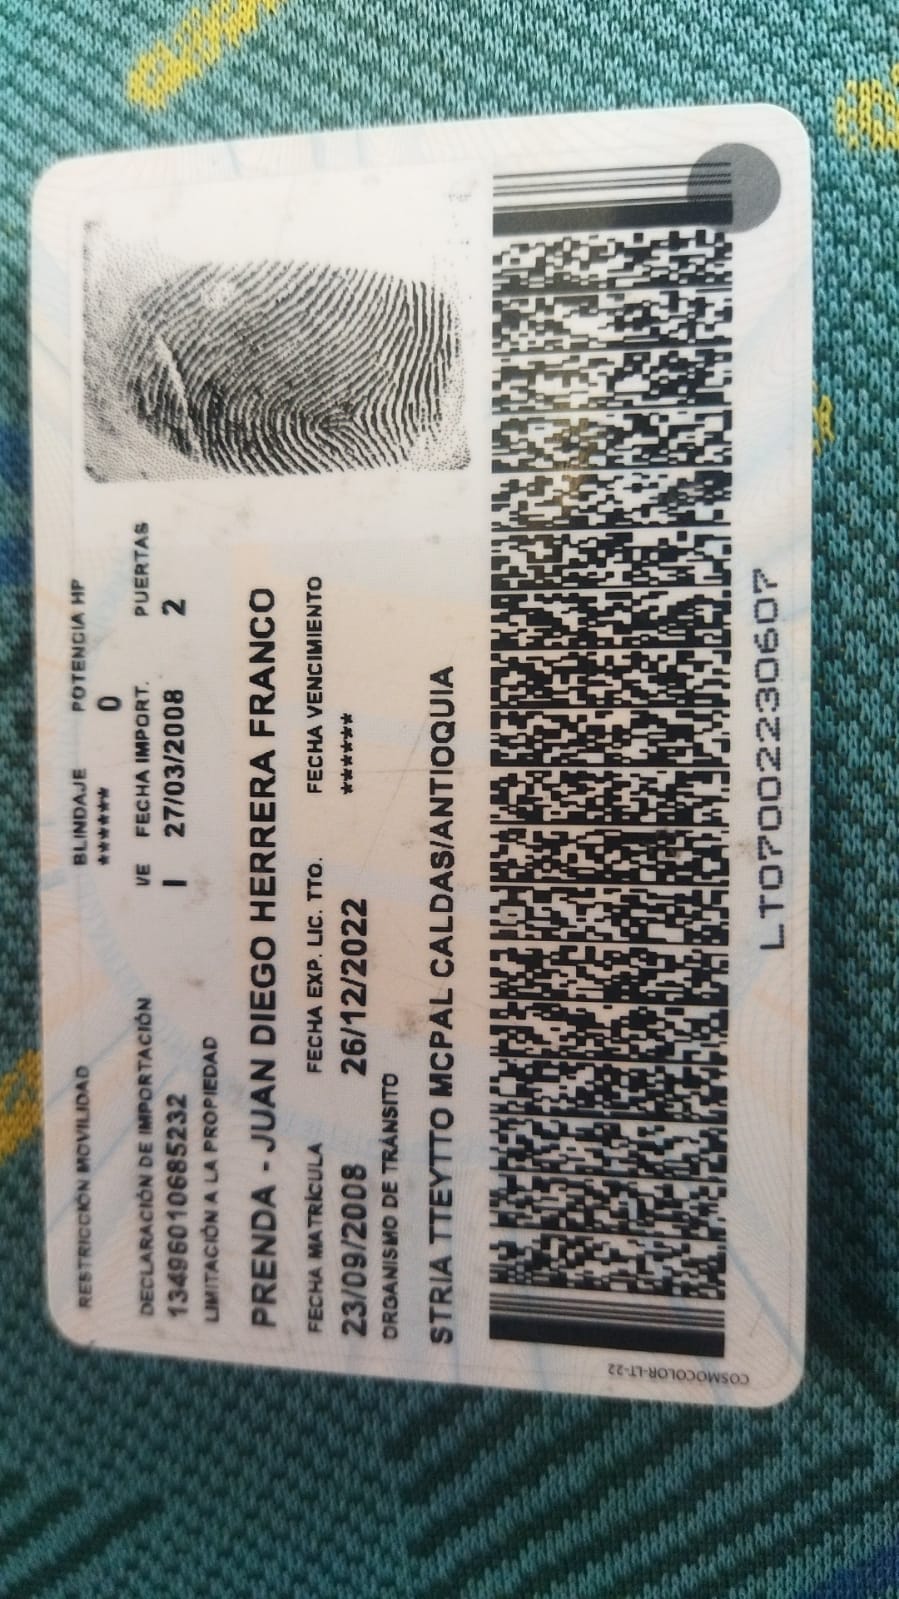 RESTRICCIÓN MOVILIDAD BLINDAJE POTENCIA HP
****** 0
DECLARACIÓN DE IMPORTACIÓN I/E FECHA IMPORT. PUERTAS
13496010685232 I 27/03/2008 2
LIMITACIÓN A LA PROPIEDAD
PRENDA - JUAN DIEGO HERRERA FRANCO
FECHA MATRÍCULA FECHA EXP. LIC. TTO. FECHA VENCIMIENTO
23/09/2008 26/12/2022 ******
ORGANISMO DE TRÁNSITO
STRIA TTEYTTO MCPAL CALDAS/ANTIOQUIA
LT07002230607
COSMOCOLOR-LT-22